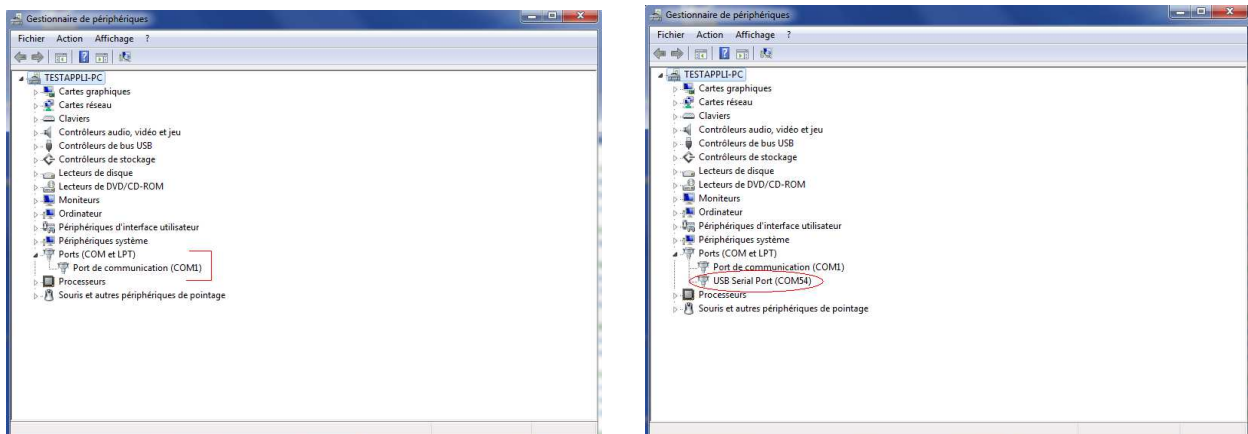 Gestionnaire de périphériques
Fichier Action Affichage ?
TESTAPPLI-PC
Cartes graphiques
Cartes réseau
Claviers
Contrôleurs audio, vidéo et jeu
Contrôleurs de bus USB
Contrôleurs de stockage
Lecteurs de disque
Lecteurs de DVD/CD-ROM
Moniteurs
Ordinateur
Périphériques d'interface utilisateur
Périphériques système
Ports (COM et LPT)
Port de communication (COM1)
Processeurs
Souris et autres périphériques de pointage
Gestionnaire de périphériques
Fichier Action Affichage ?
TESTAPPLI-PC
Cartes graphiques
Cartes réseau
Claviers
Contrôleurs audio, vidéo et jeu
Contrôleurs de bus USB
Contrôleurs de stockage
Lecteurs de disque
Lecteurs de DVD/CD-ROM
Moniteurs
Ordinateur
Périphériques d'interface utilisateur
Périphériques système
Ports (COM et LPT)
Port de communication (COM1)
USB Serial Port (COM54)
Processeurs
Souris et autres périphériques de pointage